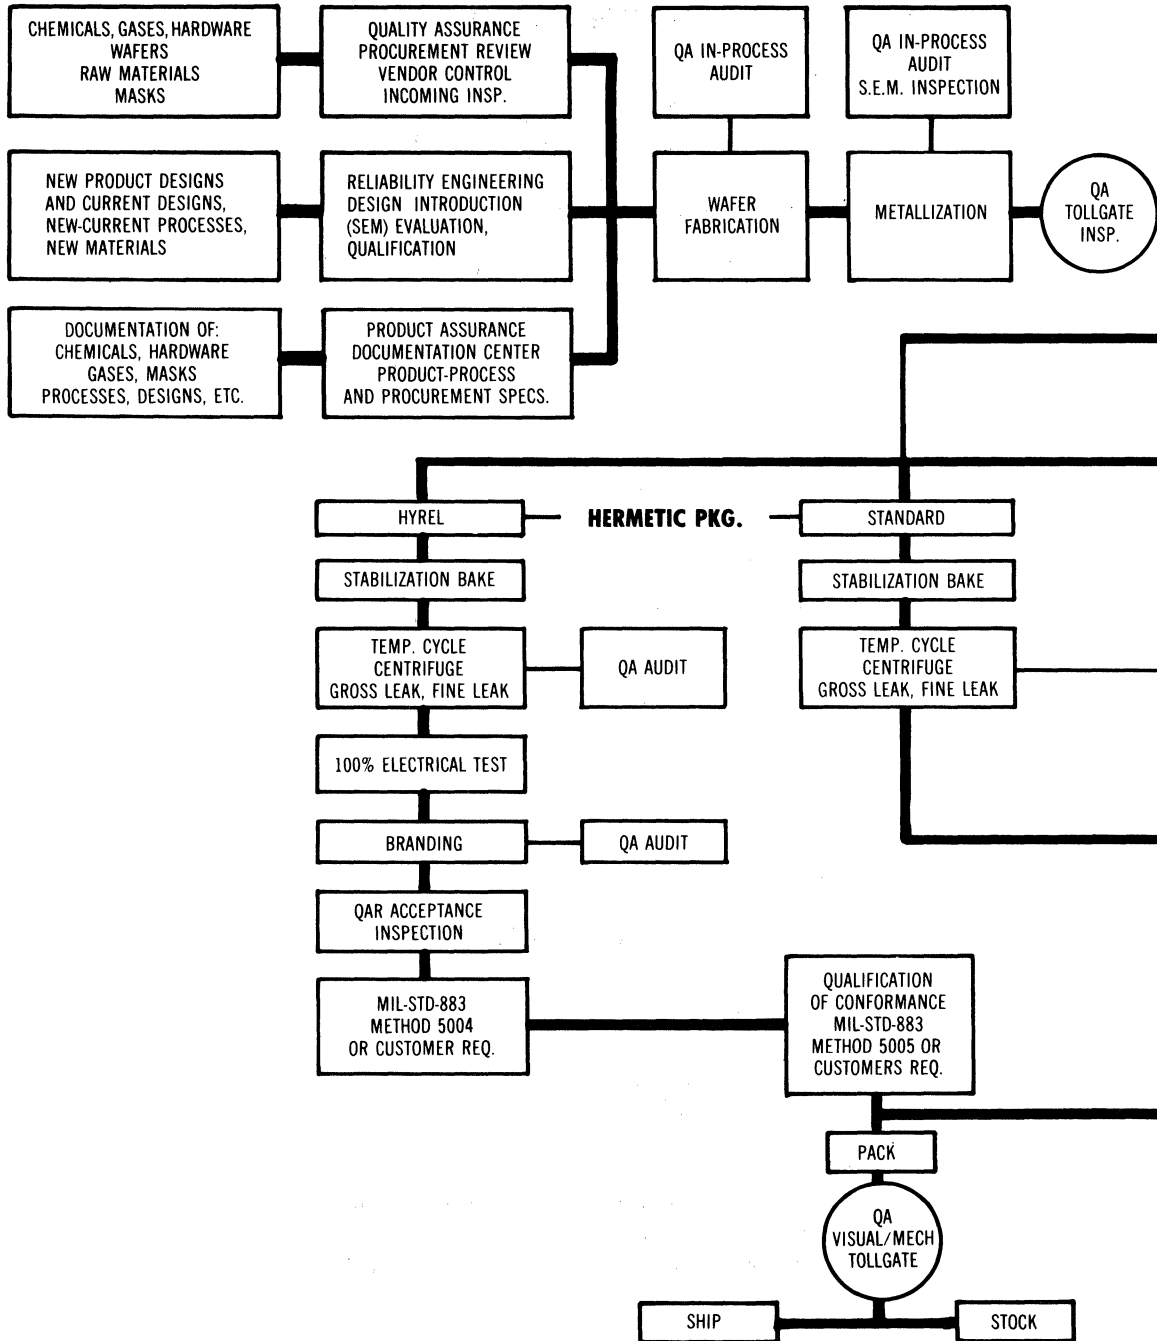 CHEMICALS, GASES, HARDWARE
WAFERS
RAW MATERIALS
MASKS
QUALITY ASSURANCE
PROCUREMENT REVIEW
VENDOR CONTROL
INCOMING INSP.
QA IN-PROCESS
AUDIT
QA IN-PROCESS
AUDIT
S.E.M. INSPECTION
NEW PRODUCT DESIGNS
AND CURRENT DESIGNS,
NEW-CURRENT PROCESSES,
NEW MATERIALS
RELIABILITY ENGINEERING
DESIGN INTRODUCTION
(SEM) EVALUATION,
QUALIFICATION
WAFER
FABRICATION
METALLIZATION
QA
TOLLGATE
INSP.
DOCUMENTATION OF:
CHEMICALS, HARDWARE
GASES, MASKS
PROCESSES, DESIGNS, ETC.
PRODUCT ASSURANCE
DOCUMENTATION CENTER
PRODUCT-PROCESS
AND PROCUREMENT SPECS.
HYREL
HERMETIC PKG.
STANDARD
STABILIZATION BAKE
STABILIZATION BAKE
TEMP. CYCLE
CENTRIFUGE
GROSS LEAK, FINE LEAK
QA AUDIT
TEMP. CYCLE
CENTRIFUGE
GROSS LEAK, FINE LEAK
100% ELECTRICAL TEST
BRANDING
QA AUDIT
QAR ACCEPTANCE
INSPECTION
MIL-STD-883
METHOD 5004
OR CUSTOMER REQ.
QUALIFICATION
OF CONFORMANCE
MIL-STD-883
METHOD 5005 OR
CUSTOMERS REQ.
PACK
QA
VISUAL/MECH
TOLLGATE
SHIP
STOCK